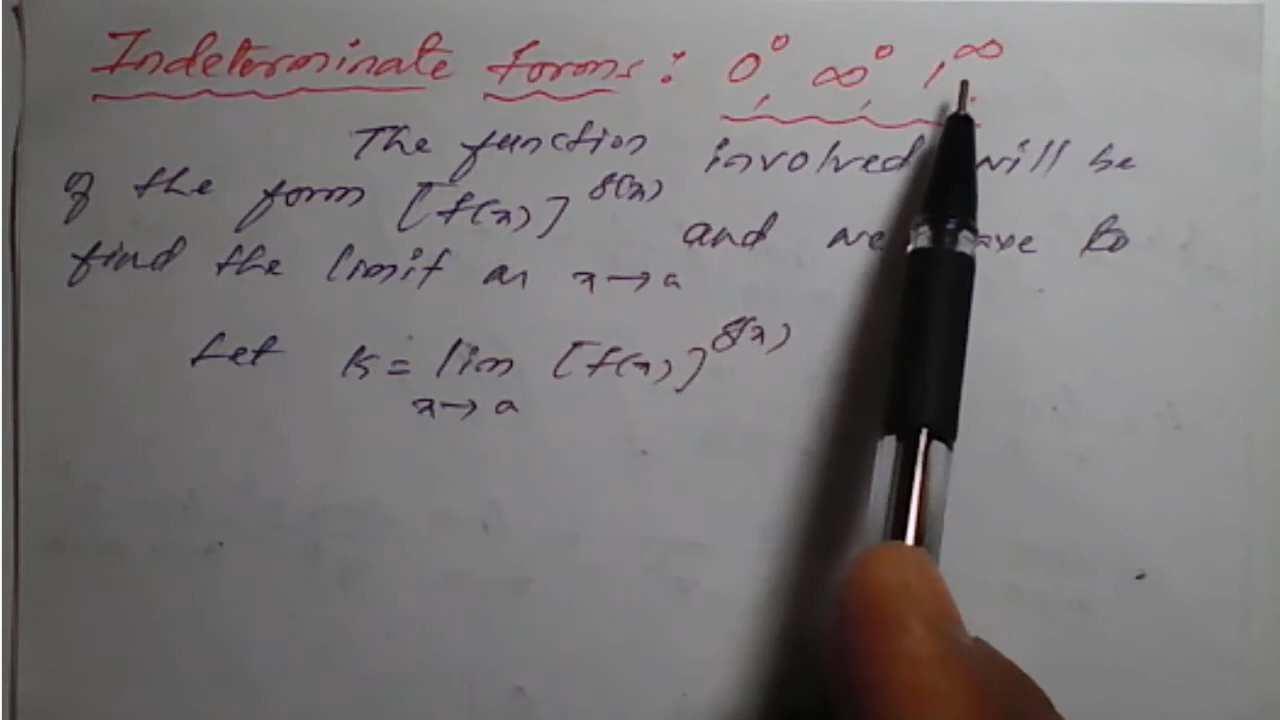 Indeterminate forms : 0⁰, ∞⁰, 1^∞
The function involved will be
of the form [f(x)]^g(x) and we have to
find the limit as x→a
Let K = lim [f(x)]^g(x)
x→a